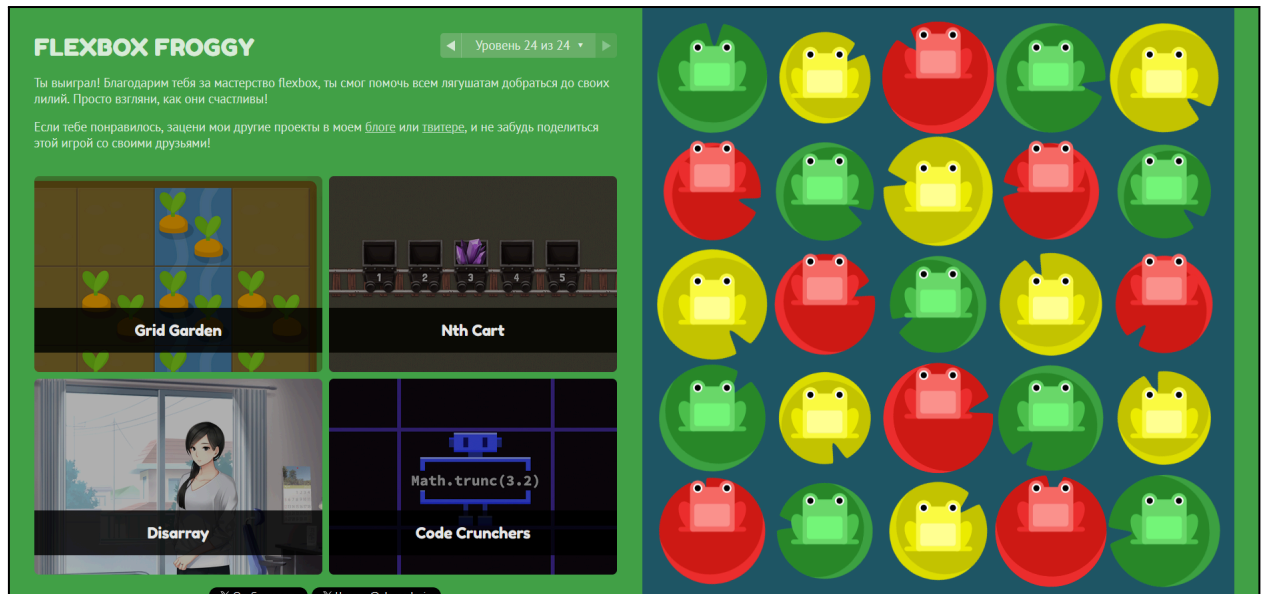 FLEXBOX FROGGY
Уровень 24 из 24
Ты выиграл! Благодарим тебя за мастерство flexbox, ты смог помочь всем лягушатам добраться до своих
лилий. Просто взгляни, как они счастливы!
Если тебе понравилось, зацени мои другие проекты в моем блоге или твитере, и не забудь поделиться
этой игрой со своими друзьями!
1 2 3 4 5
Grid Garden
Nth Cart
Math.trunc(3.2)
Disarray
Code Crunchers